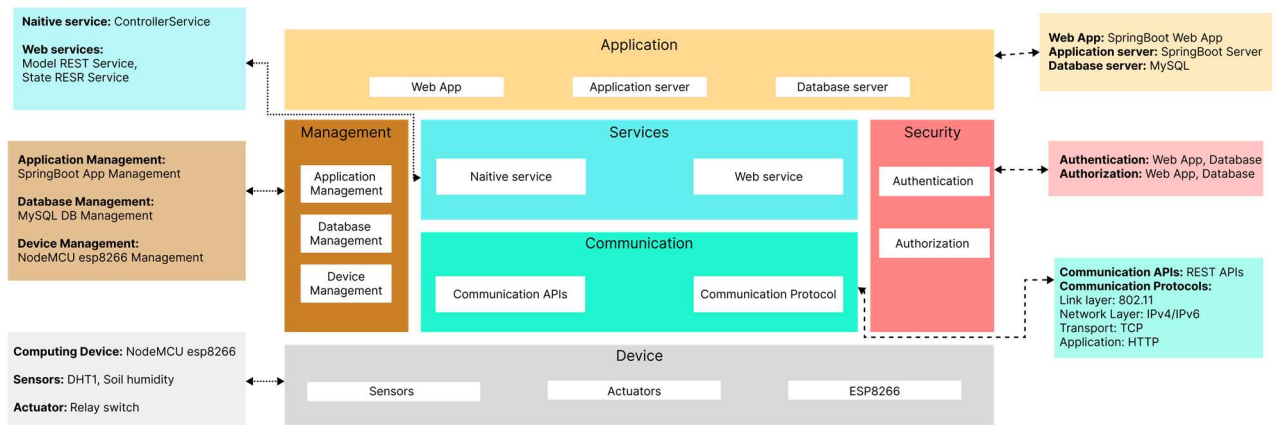 Naitive service: ControllerService
Web services:
Model REST Service,
State RESR Service
Application
Web App
Application server
Database server
Web App: SpringBoot Web App
Application server: SpringBoot Server
Database server: MySQL
Application Management:
SpringBoot App Management
Database Management:
MySQL DB Management
Device Management:
NodeMCU esp8266 Management
Management
Application
Management
Database
Management
Device
Management
Services
Naitive service
Web service
Communication
Communication APIs
Communication Protocol
Security
Authentication
Authorization
Authentication: Web App, Database
Authorization: Web App, Database
Communication APIs: REST APIs
Communication Protocols:
Link layer: 802.11
Network Layer: IPv4/IPv6
Transport: TCP
Application: HTTP
Computing Device: NodeMCU esp8266
Sensors: DHT1, Soil humidity
Actuator: Relay switch
Device
Sensors
Actuators
ESP8266